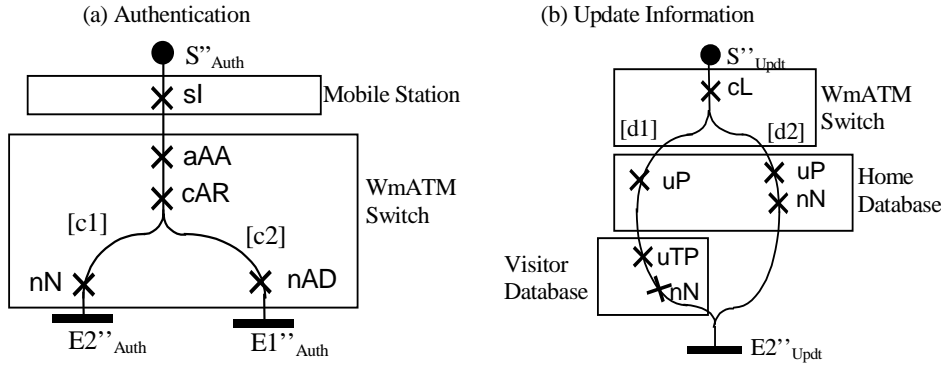 (a) Authentication
S”Auth
sI
Mobile Station
aAA
cAR
WmATM
Switch
[c1]
[c2]
nN
nAD
E2’’Auth
E1’’Auth
(b) Update Information
S’’Updt
cL
WmATM
Switch
[d1]
[d2]
uP
uP
nN
Home
Database
Visitor
Database
uTP
nN
E2’’Updt